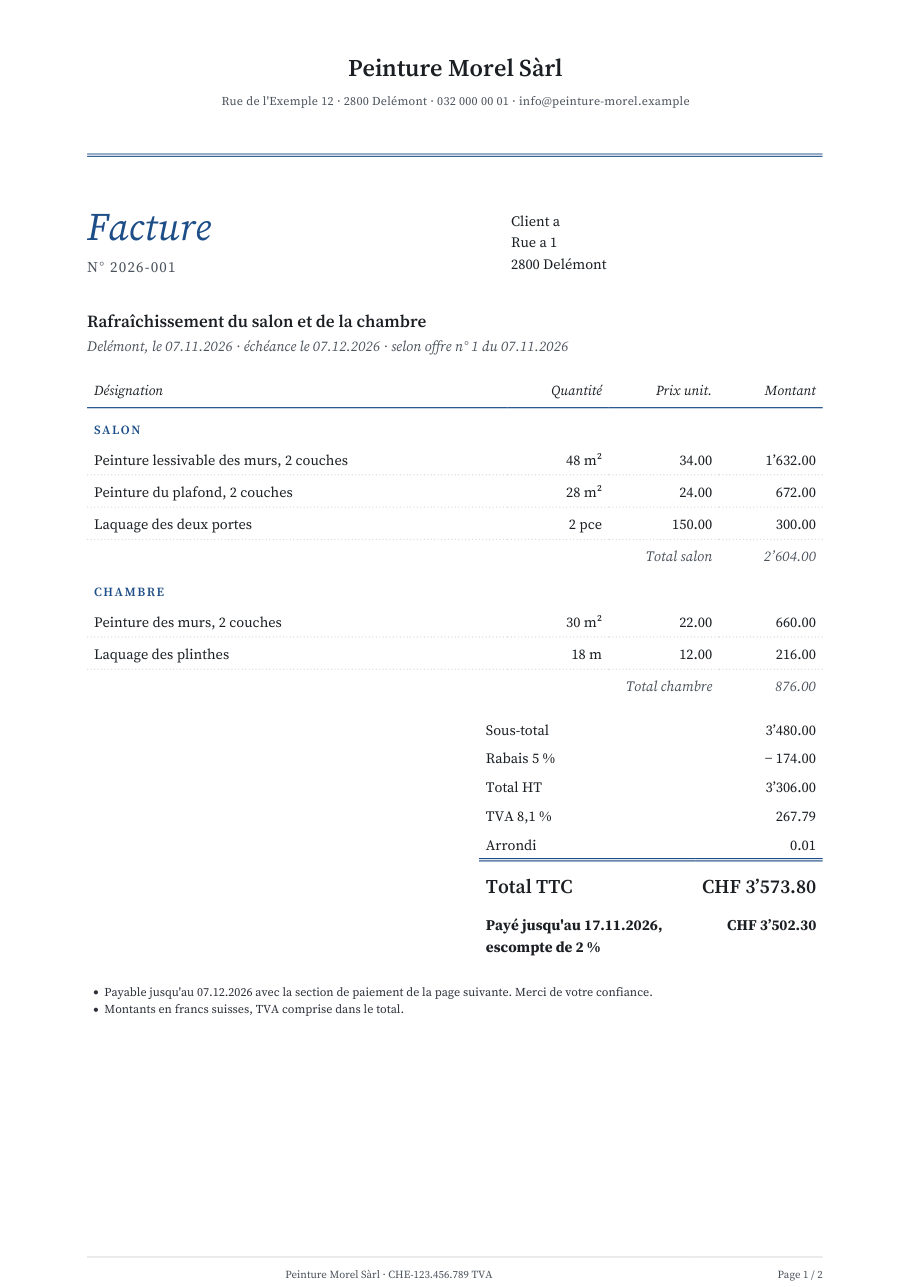 Peinture Morel Sàrl
Rue de l'Exemple 12 · 2800 Delémont · 032 000 00 01 · info@peinture-morel.example
Facture
N° 2026-001
Client a
Rue a 1
2800 Delémont
Rafraîchissement du salon et de la chambre
Delémont, le 07.11.2026 · échéance le 07.12.2026 · selon offre n° 1 du 07.11.2026
Désignation Quantité Prix unit. Montant
SALON
Peinture lessivable des murs, 2 couches 48 m² 34.00 1’632.00
Peinture du plafond, 2 couches 28 m² 24.00 672.00
Laquage des deux portes 2 pce 150.00 300.00
Total salon 2’604.00
CHAMBRE
Peinture des murs, 2 couches 30 m² 22.00 660.00
Laquage des plinthes 18 m 12.00 216.00
Total chambre 876.00
Sous-total 3’480.00
Rabais 5 % − 174.00
Total HT 3’306.00
TVA 8,1 % 267.79
Arrondi 0.01
Total TTC CHF 3’573.80
Payé jusqu'au 17.11.2026, CHF 3’502.30
escompte de 2 %
• Payable jusqu'au 07.12.2026 avec la section de paiement de la page suivante. Merci de votre confiance.
• Montants en francs suisses, TVA comprise dans le total.
Peinture Morel Sàrl · CHE-123.456.789 TVA Page 1 / 2